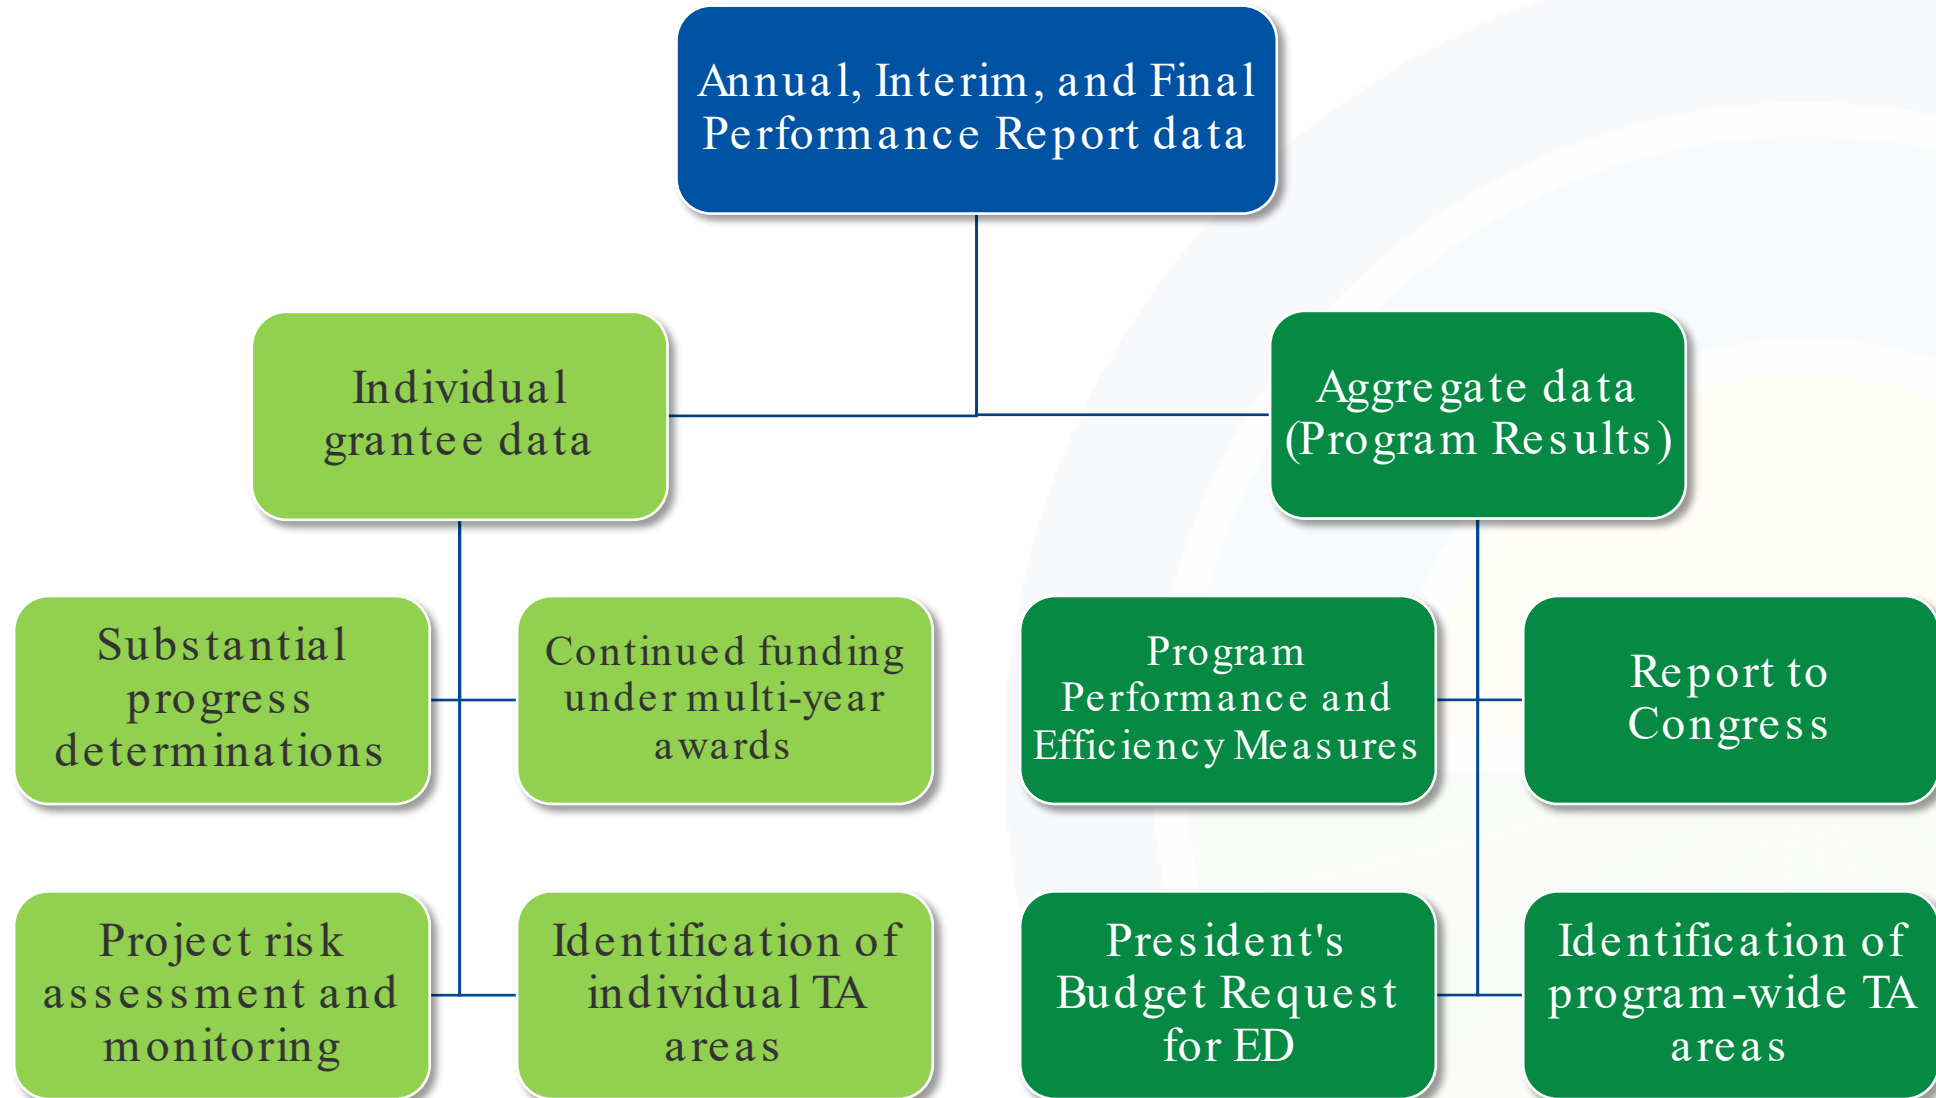 Annual, Interim, and Final
Performance Report data
Individual
grantee data
Aggregate data
(Program Results)
Substantial
progress
determinations
Continued funding
under multi-year
awards
Program
Performance and
Efficiency Measures
Report to
Congress
Project risk
assessment and
monitoring
Identification of
individual TA
areas
President's
Budget Request
for ED
Identification of
program-wide TA
areas